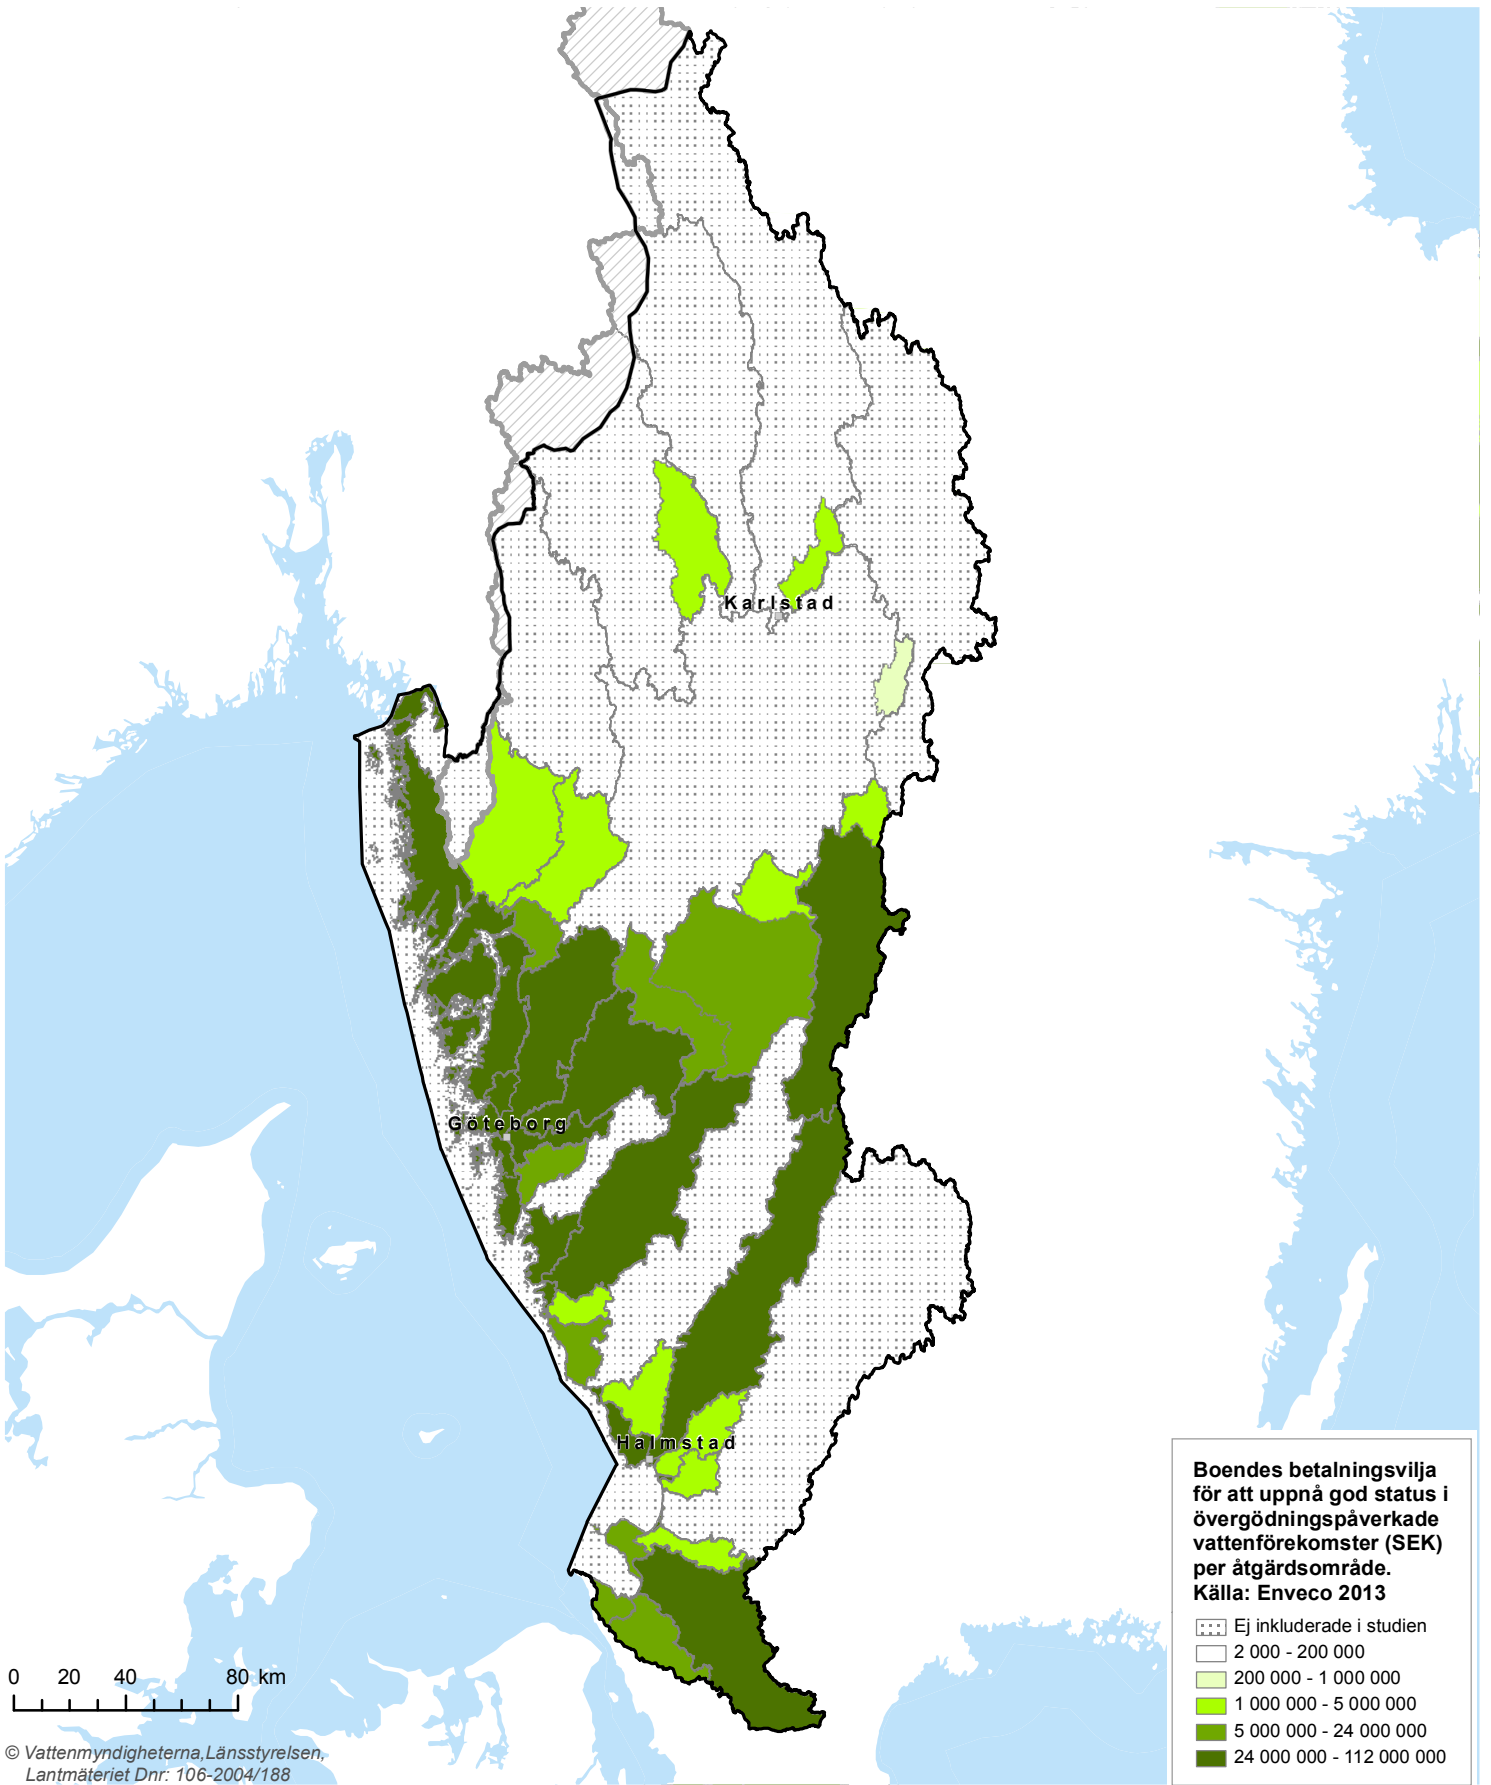 Karlstad
Göteborg
Halmstad
Boendes betalningsvilja
för att uppnå god status i
övergödningspåverkade
vattenförekomster (SEK)
per åtgärdsområde.
Källa: Enveco 2013
Ej inkluderade i studien
2 000 - 200 000
200 000 - 1 000 000
1 000 000 - 5 000 000
5 000 000 - 24 000 000
24 000 000 - 112 000 000
0 20 40 80 km
© Vattenmyndigheterna,Länsstyrelsen,
Lantmäteriet Dnr: 106-2004/188